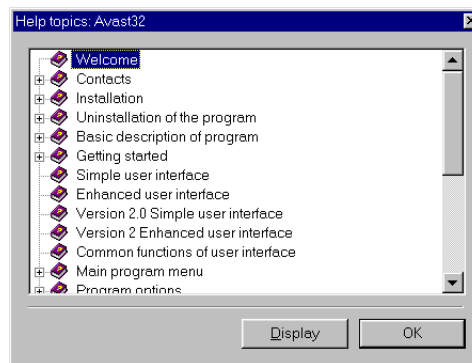 Help topics: Avast32
Welcome
Contacts
Installation
Uninstallation of the program
Basic description of program
Getting started
Simple user interface
Enhanced user interface
Version 2.0 Simple user interface
Version 2 Enhanced user interface
Common functions of user interface
Main program menu
Program options
Display
OK